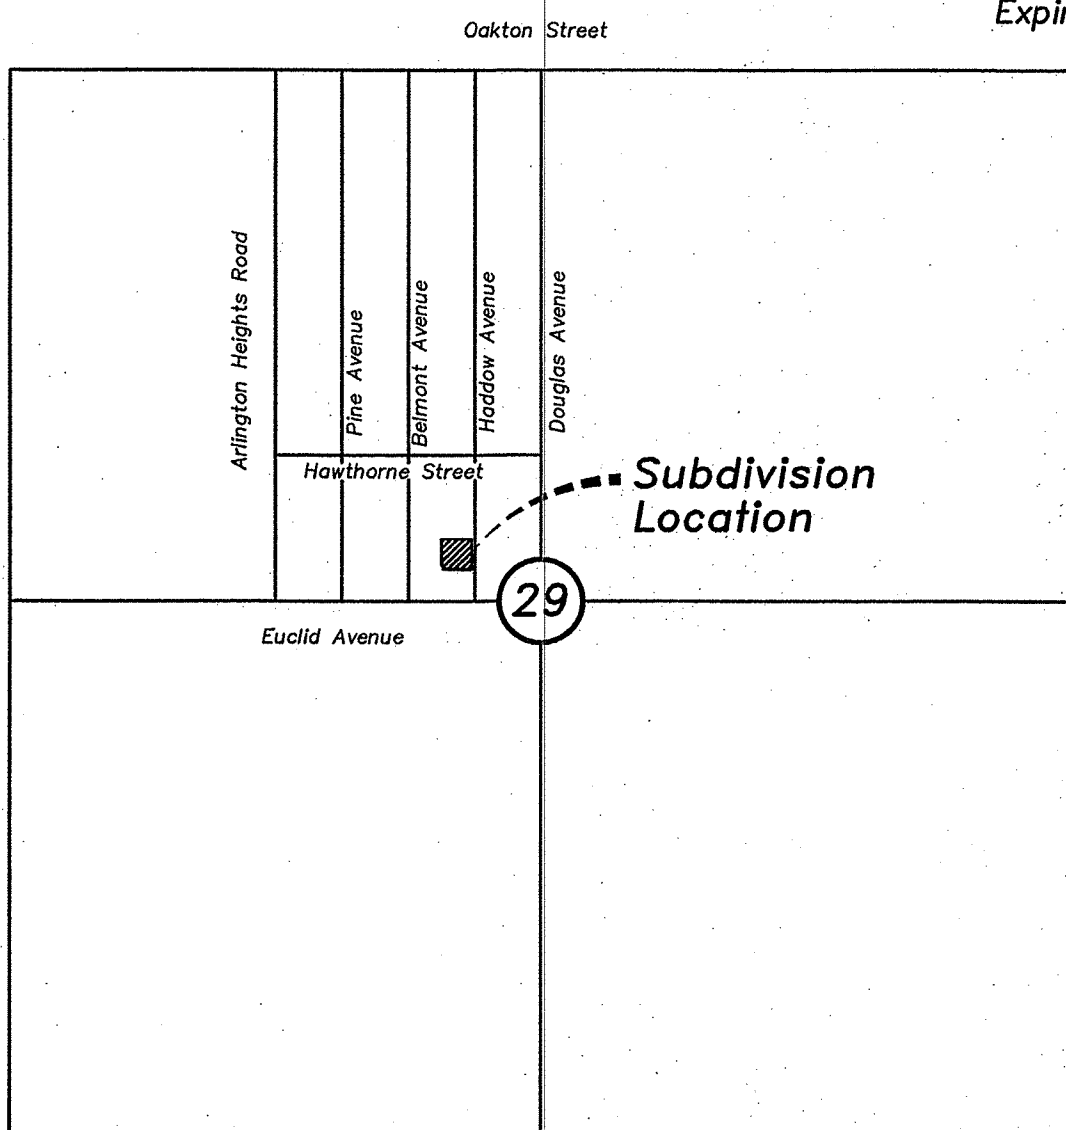 Oakton Street
Arlington Heights Road
Pine Avenue
Belmont Avenue
Haddow Avenue
Douglas Avenue
Hawthorne Street
Subdivision
Location
29
Euclid Avenue